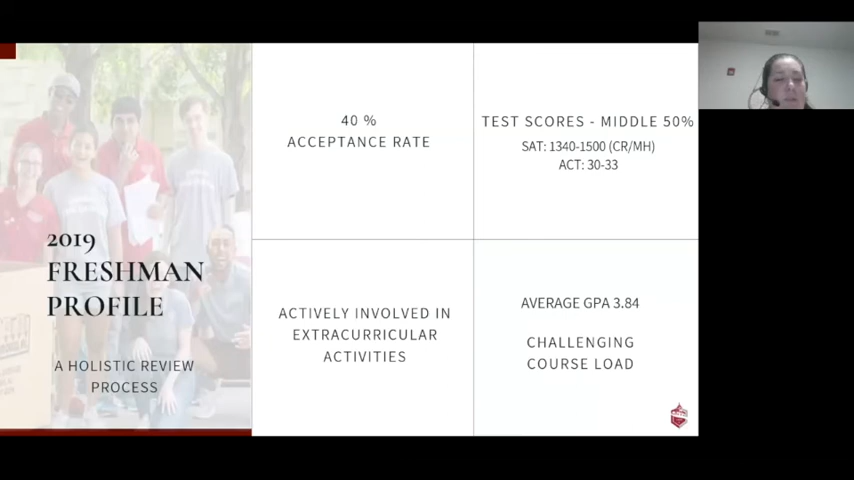 2019
FRESHMAN
PROFILE
A HOLISTIC REVIEW
PROCESS
40 %
ACCEPTANCE RATE
TEST SCORES - MIDDLE 50%
SAT: 1340-1500 (CR/MH)
ACT: 30-33
ACTIVELY INVOLVED IN
EXTRACURRICULAR
ACTIVITIES
AVERAGE GPA 3.84
CHALLENGING
COURSE LOAD